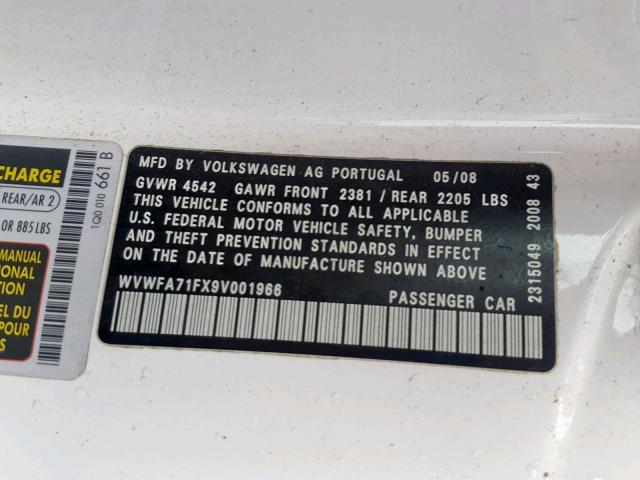 CHARGE
REAR/AR 2
OR 885 LBS
MANUAL
TIONAL
TION
EL DU
POUR
1Q0 010 661 B
MFD BY VOLKSWAGEN AG PORTUGAL 05/08
GVWR 4542 GAWR FRONT 2381 / REAR 2205 LBS
THIS VEHICLE CONFORMS TO ALL APPLICABLE
U.S. FEDERAL MOTOR VEHICLE SAFETY, BUMPER
AND THEFT PREVENTION STANDARDS IN EFFECT
ON THE DATE OF MANUFACTURE SHOWN ABOVE
WVWFA71FX9V001966 PASSENGER CAR
2315049 2008 43